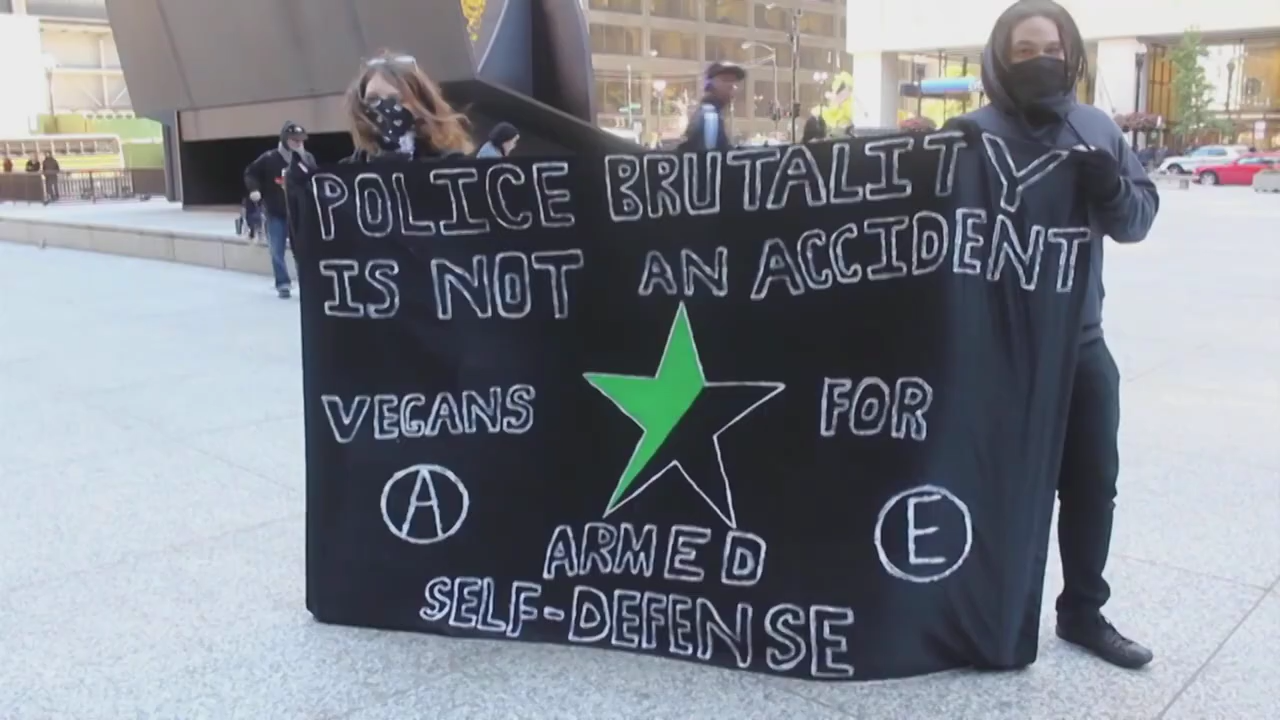 POLICE BRUTALITY
IS NOT AN ACCIDENT
VEGANS FOR
A E
ARMED
SELF-DEFENSE